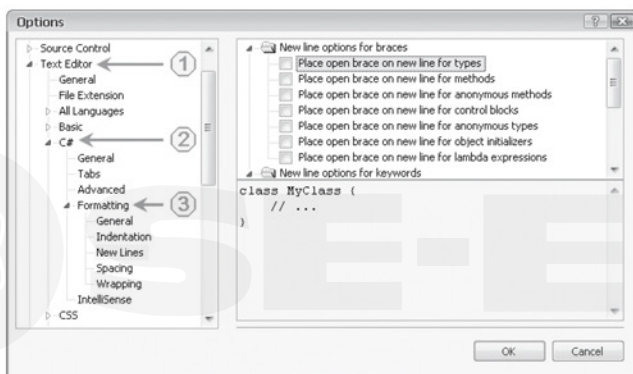 Options
Source Control
Text Editor
1
General
File Extension
All Languages
Basic
C#
2
General
Tabs
Advanced
Formatting
3
General
Indentation
New Lines
Spacing
Wrapping
IntelliSense
CSS
New line options for braces
Place open brace on new line for types
Place open brace on new line for methods
Place open brace on new line for anonymous methods
Place open brace on new line for control blocks
Place open brace on new line for anonymous types
Place open brace on new line for object initializers
Place open brace on new line for lambda expressions
New line options for keywords
class MyClass {
// ...
}
OK
Cancel
SE-E